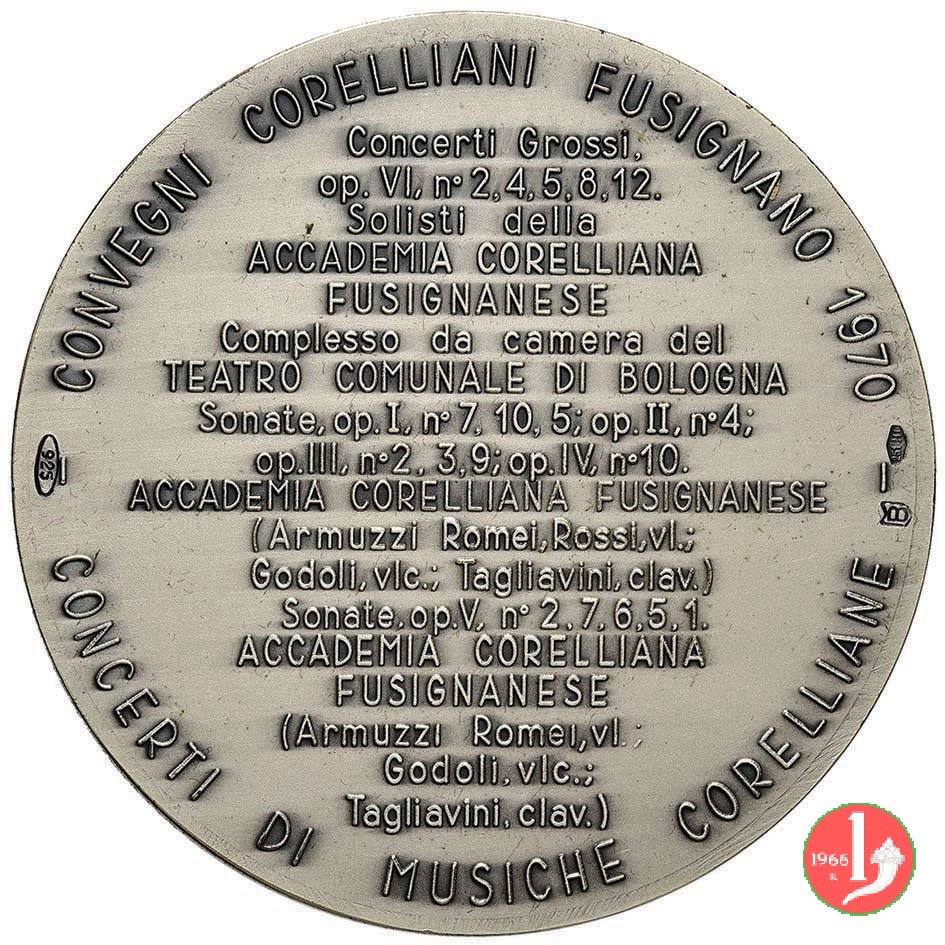 CONVEGNI CORELLIANI FUSIGNANO 1970
Concerti Grossi,
op. VI, n° 2,4,5,8,12.
Solisti della
ACCADEMIA CORELLIANA
FUSIGNANESE
Complesso da camera del
TEATRO COMUNALE DI BOLOGNA
Sonate, op. I, n° 7, 10, 5; op. II, n° 4;
op. III, n° 2, 3, 9; op. IV, n° 10.
ACCADEMIA CORELLIANA FUSIGNANESE
(Armuzzi Romei, Rossi, vl.;
Godoli, vlc.; Tagliavini, clav.)
Sonate, op. V, n° 2,7,6,5,1.
ACCADEMIA CORELLIANA
FUSIGNANESE
(Armuzzi Romei, vl.;
Godoli, vlc.;
Tagliavini, clav.)
CONCERTI DI MUSICHE CORELLIANE
925
B
1966
1
R.